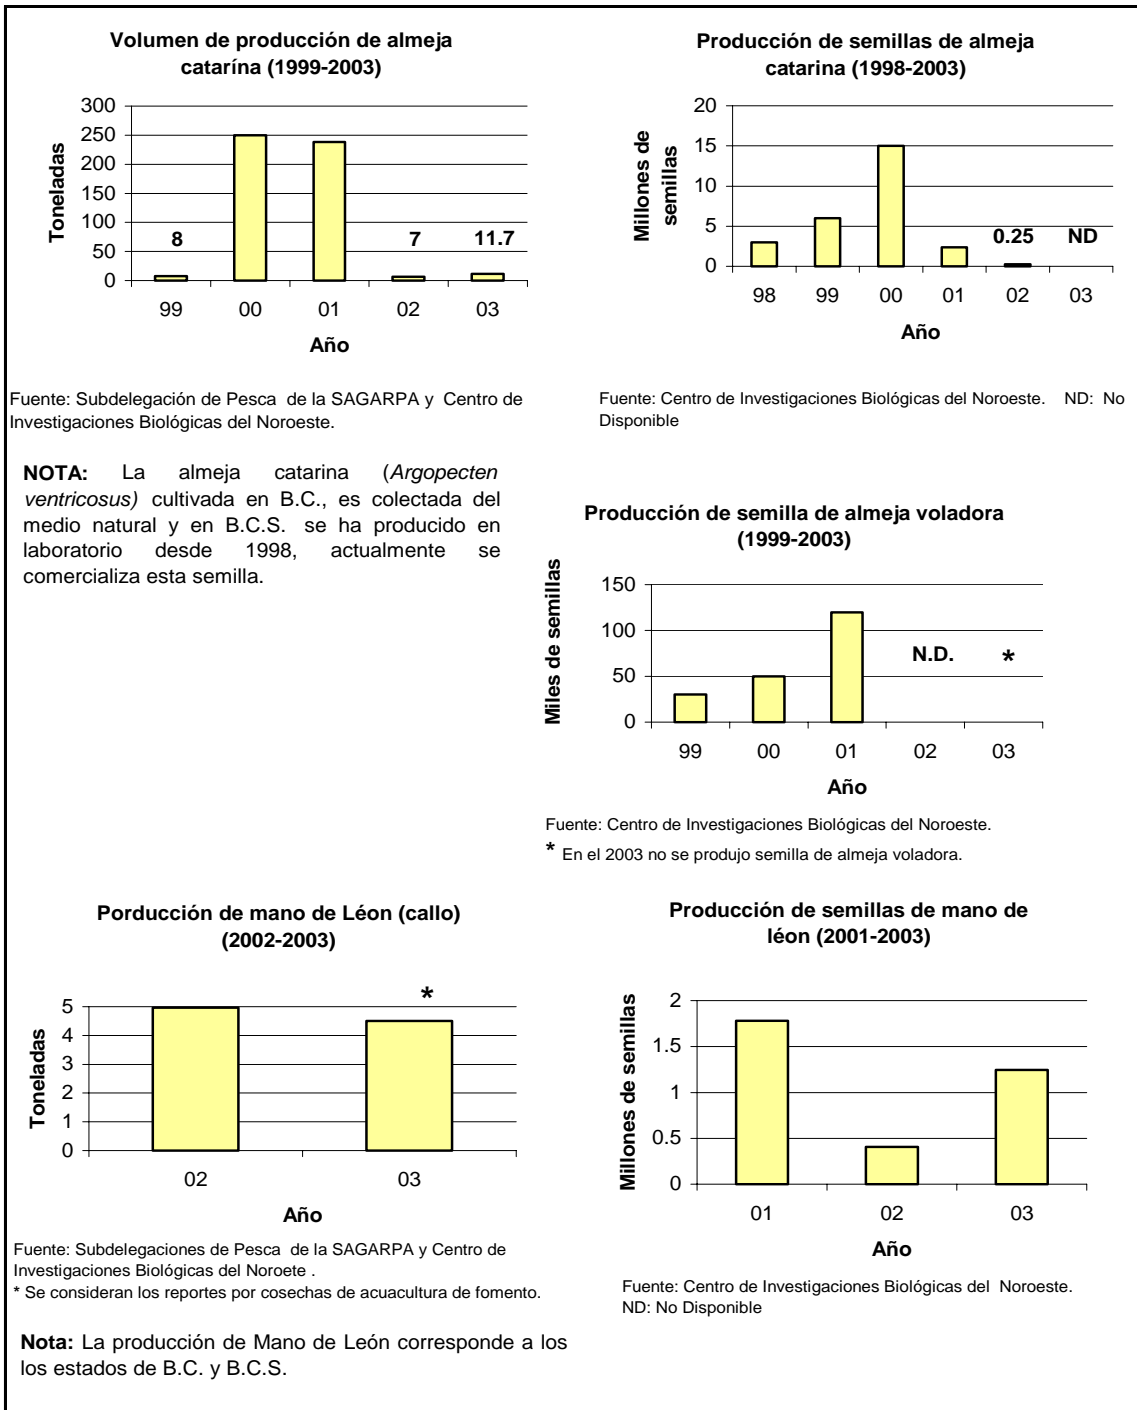 Volumen de producción de almeja
catarína (1999-2003)
Toneladas
300
250
200
150
100
50
0
8
7
11.7
99 00 01 02 03
Año
Fuente: Subdelegación de Pesca de la SAGARPA y Centro de
Investigaciones Biológicas del Noroeste.
Producción de semillas de almeja
catarina (1998-2003)
Millones de
semillas
20
15
10
5
0
0.25
ND
98 99 00 01 02 03
Año
Fuente: Centro de Investigaciones Biológicas del Noroeste. ND: No
Disponible
NOTA: La almeja catarina (Argopecten
ventricosus) cultivada en B.C., es colectada del
medio natural y en B.C.S. se ha producido en
laboratorio desde 1998, actualmente se
comercializa esta semilla.
Producción de semilla de almeja voladora
(1999-2003)
Miles de semillas
150
100
50
0
N.D.
*
99 00 01 02 03
Año
Fuente: Centro de Investigaciones Biológicas del Noroeste.
* En el 2003 no se produjo semilla de almeja voladora.
Porducción de mano de Léon (callo)
(2002-2003)
Toneladas
5
4
3
2
1
0
*
02 03
Año
Fuente: Subdelegaciones de Pesca de la SAGARPA y Centro de
Investigaciones Biológicas del Noroete .
* Se consideran los reportes por cosechas de acuacultura de fomento.
Producción de semillas de mano de
léon (2001-2003)
Millones de semillas
2
1.5
1
0.5
0
01 02 03
Año
Fuente: Centro de Investigaciones Biológicas del Noroeste.
ND: No Disponible
Nota: La producción de Mano de León corresponde a los
los estados de B.C. y B.C.S.